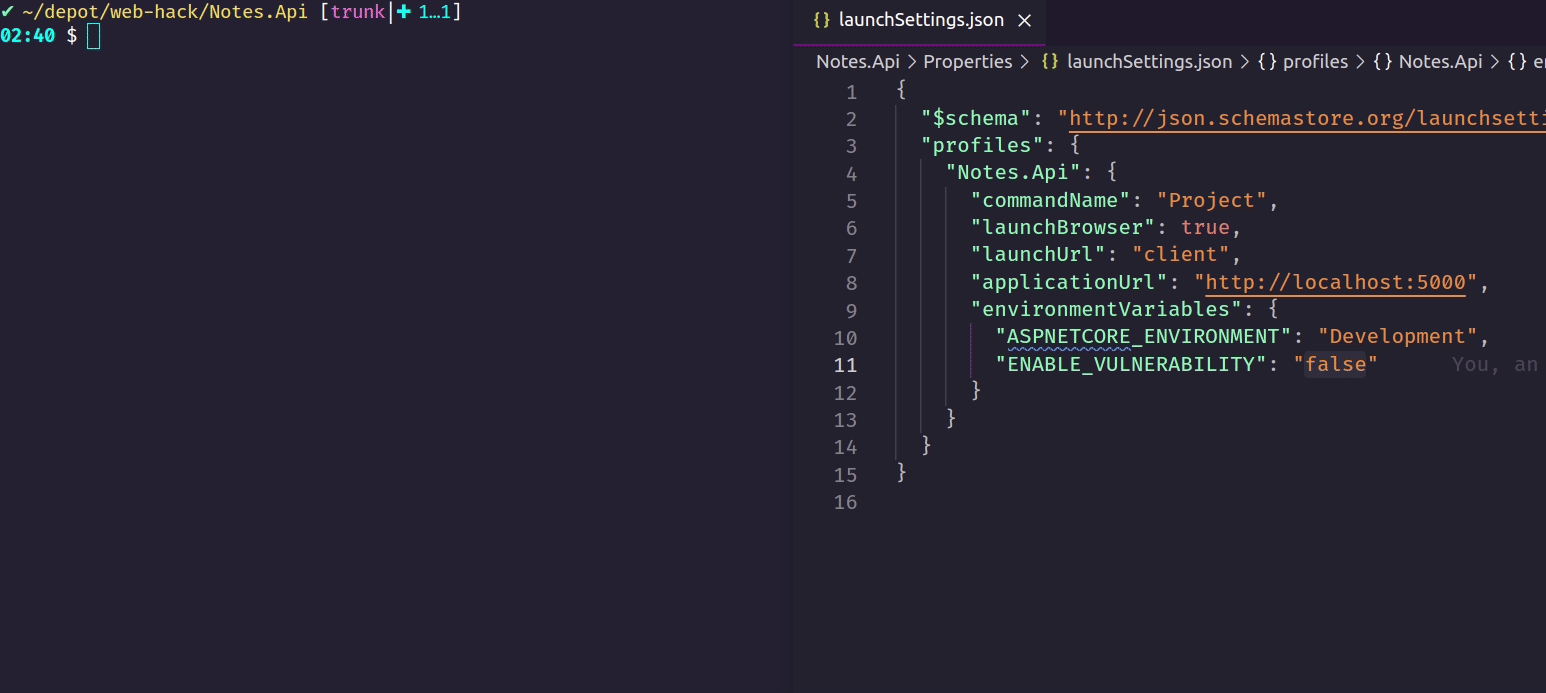 ✔ ~/depot/web-hack/Notes.Api [trunk|✚ 1…1]
02:40 $
{} launchSettings.json ×
Notes.Api > Properties > {} launchSettings.json > {} profiles > {} Notes.Api > {}
1 {
2 "$schema": "http://json.schemastore.org/launchsetti
3 "profiles": {
4 "Notes.Api": {
5 "commandName": "Project",
6 "launchBrowser": true,
7 "launchUrl": "client",
8 "applicationUrl": "http://localhost:5000",
9 "environmentVariables": {
10 "ASPNETCORE_ENVIRONMENT": "Development",
11 "ENABLE_VULNERABILITY": "false" You, an
12 }
13 }
14 }
15 }
16